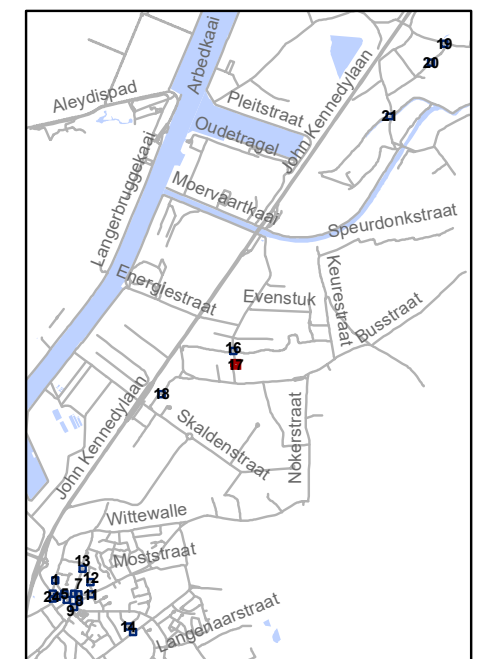 Arbedkaai
19
20
Aleydispad
Pleitstraat
John Kennedylaan
21
Oudetragel
Langerbruggekaai
Moervaartkaai
Speurdonkstraat
Energiestraat
Evenstuk
Keurestraat
Busstraat
16
17
18
John Kennedylaan
Skaldenstraat
Nokerstraat
Wittewalle
Moststraat
13
12
7
11
9
14
Langenaarstraat